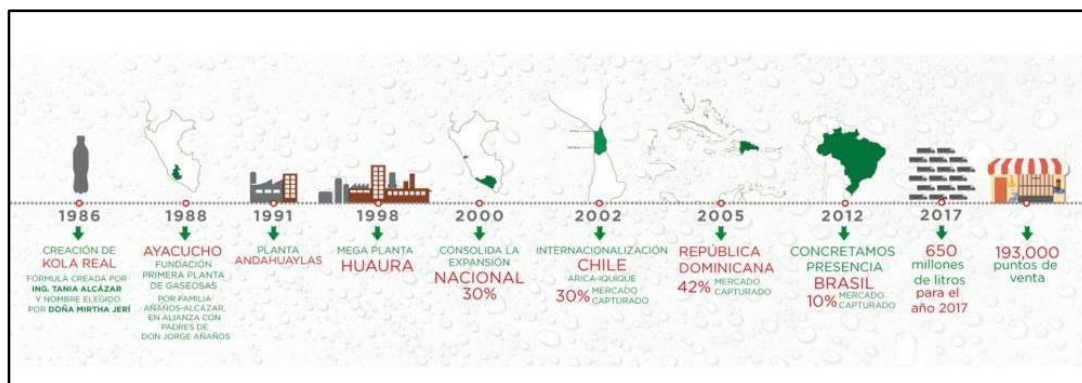 1986
CREACIÓN DE
KOLA REAL
FÓRMULA CREADA POR
ING. TANIA ALCÁZAR
Y NOMBRE ELEGIDO
POR DOÑA MIRTHA JERÍ
1988
AYACUCHO
FUNDACIÓN
PRIMERA PLANTA
DE GASEOSAS
POR FAMILIA
AÑAÑOS-ALCÁZAR,
EN ALIANZA CON
PADRES DE
DON JORGE AÑAÑOS
1991
PLANTA
ANDAHUAYLAS
1998
MEGA PLANTA
HUAURA
2000
CONSOLIDA LA
EXPANSIÓN
NACIONAL
30%
2002
INTERNACIONALIZACIÓN
CHILE
ARICA-IQUIQUE
30% MERCADO
CAPTURADO
2005
REPÚBLICA
DOMINICANA
42% MERCADO
CAPTURADO
2012
CONCRETAMOS
PRESENCIA
BRASIL
10% MERCADO
CAPTURADO
2017
650
millones
de litros
para el
año 2017
193,000
puntos de
venta